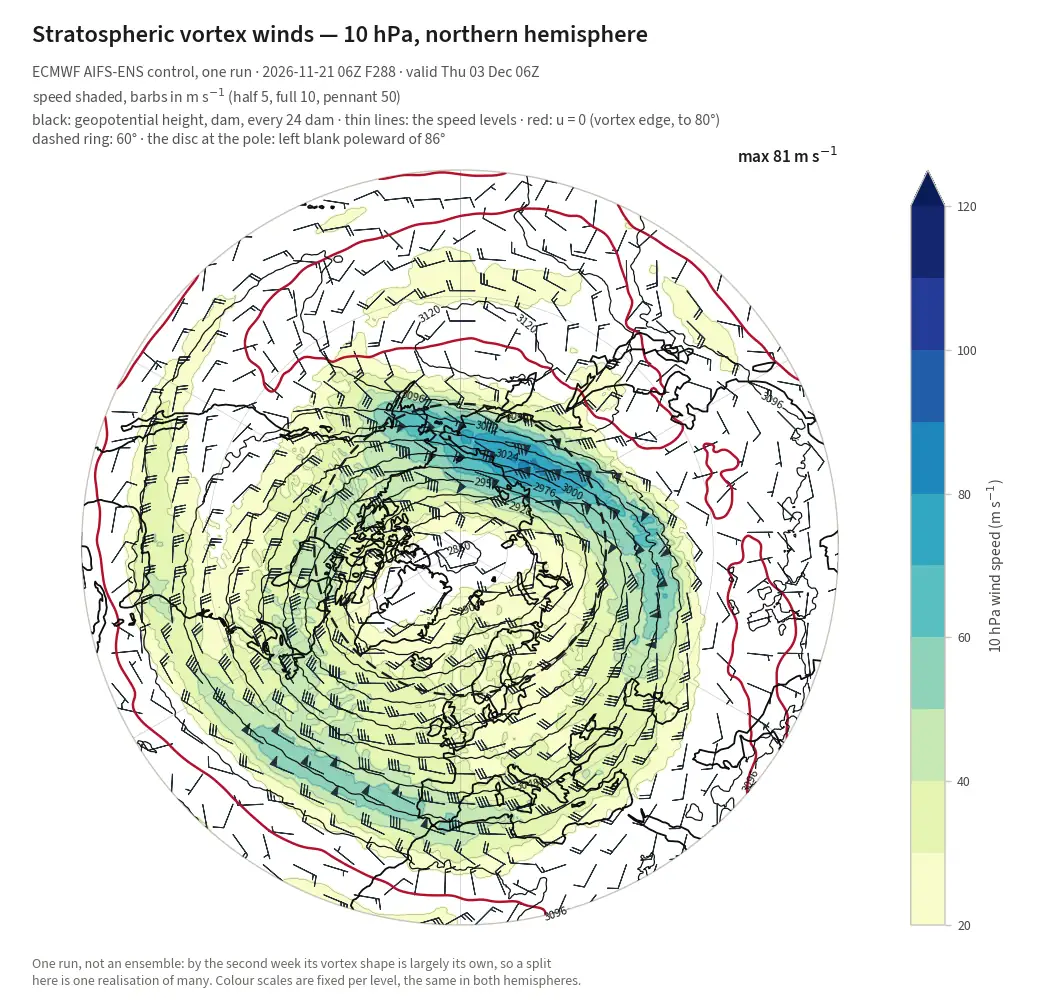 Stratospheric vortex winds — 10 hPa, northern hemisphere
ECMWF AIFS-ENS control, one run · 2026-11-21 06Z F288 · valid Thu 03 Dec 06Z
speed shaded, barbs in m s⁻¹ (half 5, full 10, pennant 50)
black: geopotential height, dam, every 24 dam · thin lines: the speed levels · red: u = 0 (vortex edge, to 80°)
dashed ring: 60° · the disc at the pole: left blank poleward of 86°
max 81 m s⁻¹
120
100
80
60
40
20
10 hPa wind speed (m s⁻¹)
3120
3120
3096
3096
3024
2976
3000
3096
One run, not an ensemble: by the second week its vortex shape is largely its own, so a split
here is one realisation of many. Colour scales are fixed per level, the same in both hemispheres.